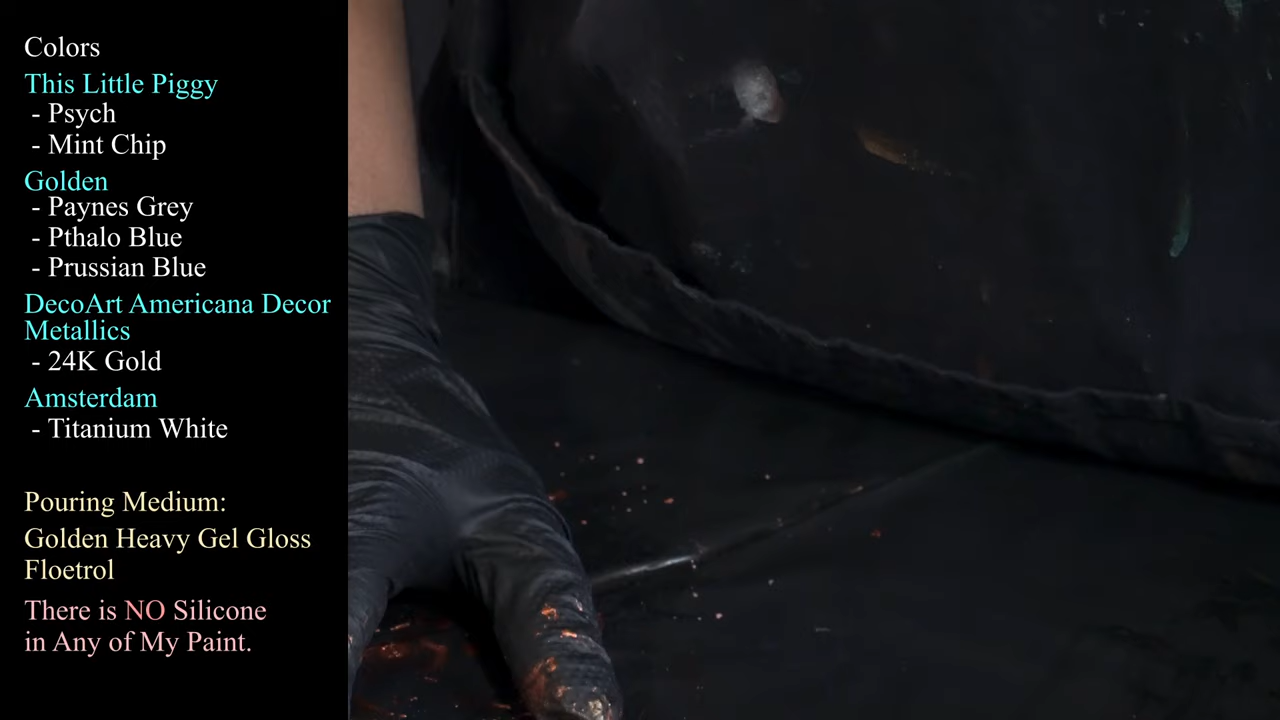 Colors
This Little Piggy
- Psych
- Mint Chip
Golden
- Paynes Grey
- Pthalo Blue
- Prussian Blue
DecoArt Americana Decor
Metallics
- 24K Gold
Amsterdam
- Titanium White
Pouring Medium:
Golden Heavy Gel Gloss
Floetrol
There is NO Silicone
in Any of My Paint.